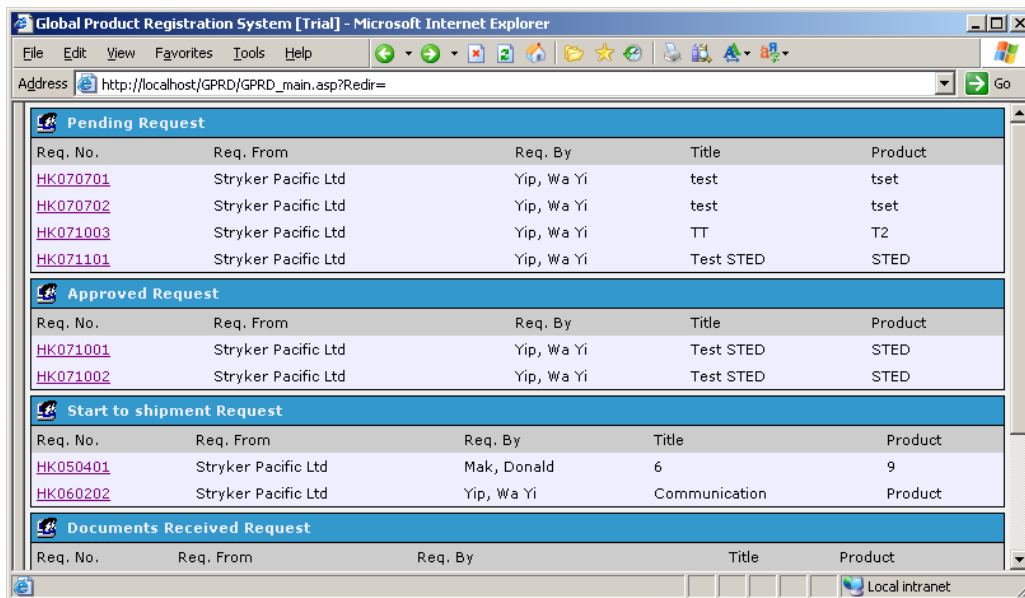 Global Product Registration System [Trial] - Microsoft Internet Explorer
File Edit View Favorites Tools Help
Address http://localhost/GPRD/GPRD_main.asp?Redir= Go
Pending Request
Req. No. Req. From Req. By Title Product
HK070701 Stryker Pacific Ltd Yip, Wa Yi test tset
HK070702 Stryker Pacific Ltd Yip, Wa Yi test tset
HK071003 Stryker Pacific Ltd Yip, Wa Yi TT T2
HK071101 Stryker Pacific Ltd Yip, Wa Yi Test STED STED
Approved Request
Req. No. Req. From Req. By Title Product
HK071001 Stryker Pacific Ltd Yip, Wa Yi Test STED STED
HK071002 Stryker Pacific Ltd Yip, Wa Yi Test STED STED
Start to shipment Request
Req. No. Req. From Req. By Title Product
HK050401 Stryker Pacific Ltd Mak, Donald 6 9
HK060202 Stryker Pacific Ltd Yip, Wa Yi Communication Product
Documents Received Request
Req. No. Req. From Req. By Title Product
Local intranet